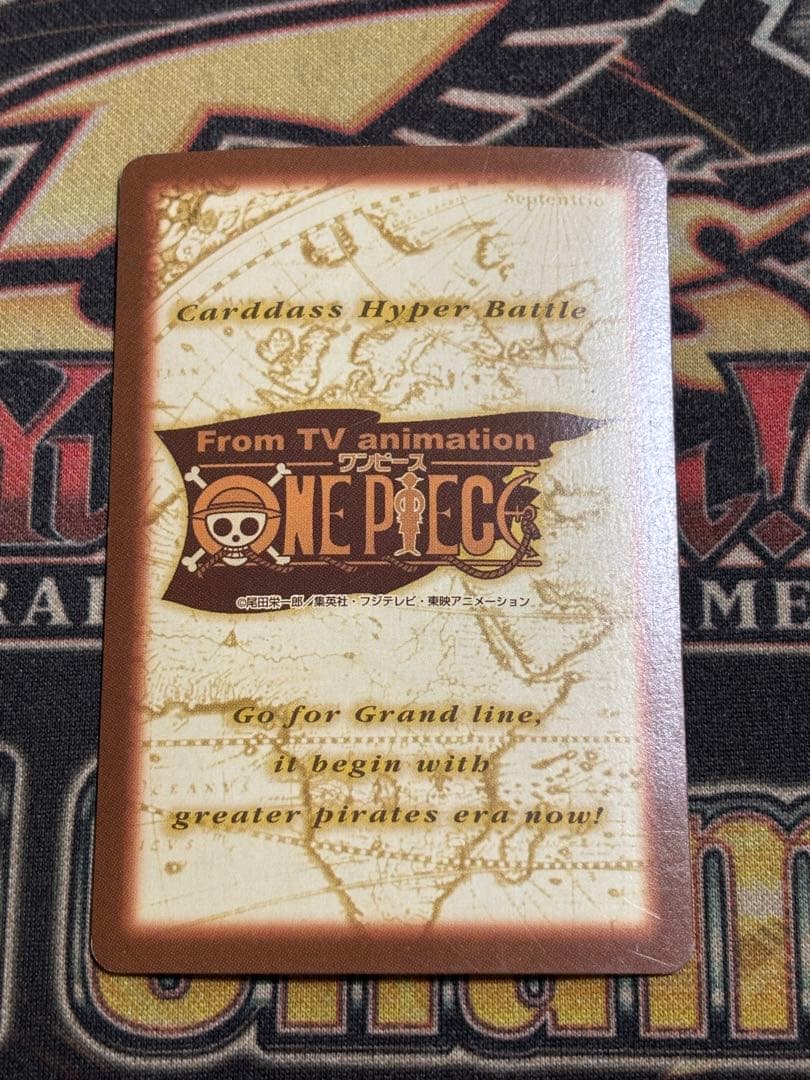 Septentrio
Carddass Hyper Battle
From TV animation
ワンピース
ONE PIECE
©尾田栄一郎／集英社・フジテレビ・東映アニメーション
Go for Grand line,
it begin with
greater pirates era now!